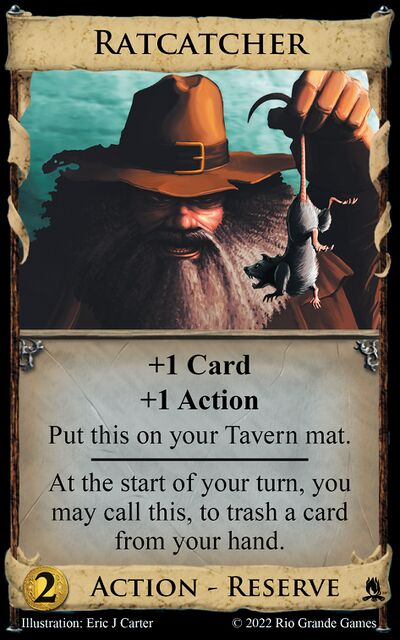 RATCATCHER
+1 Card
+1 Action
Put this on your Tavern mat.
At the start of your turn, you
may call this, to trash a card
from your hand.
2 ACTION - RESERVE
Illustration: Eric J Carter © 2022 Rio Grande Games